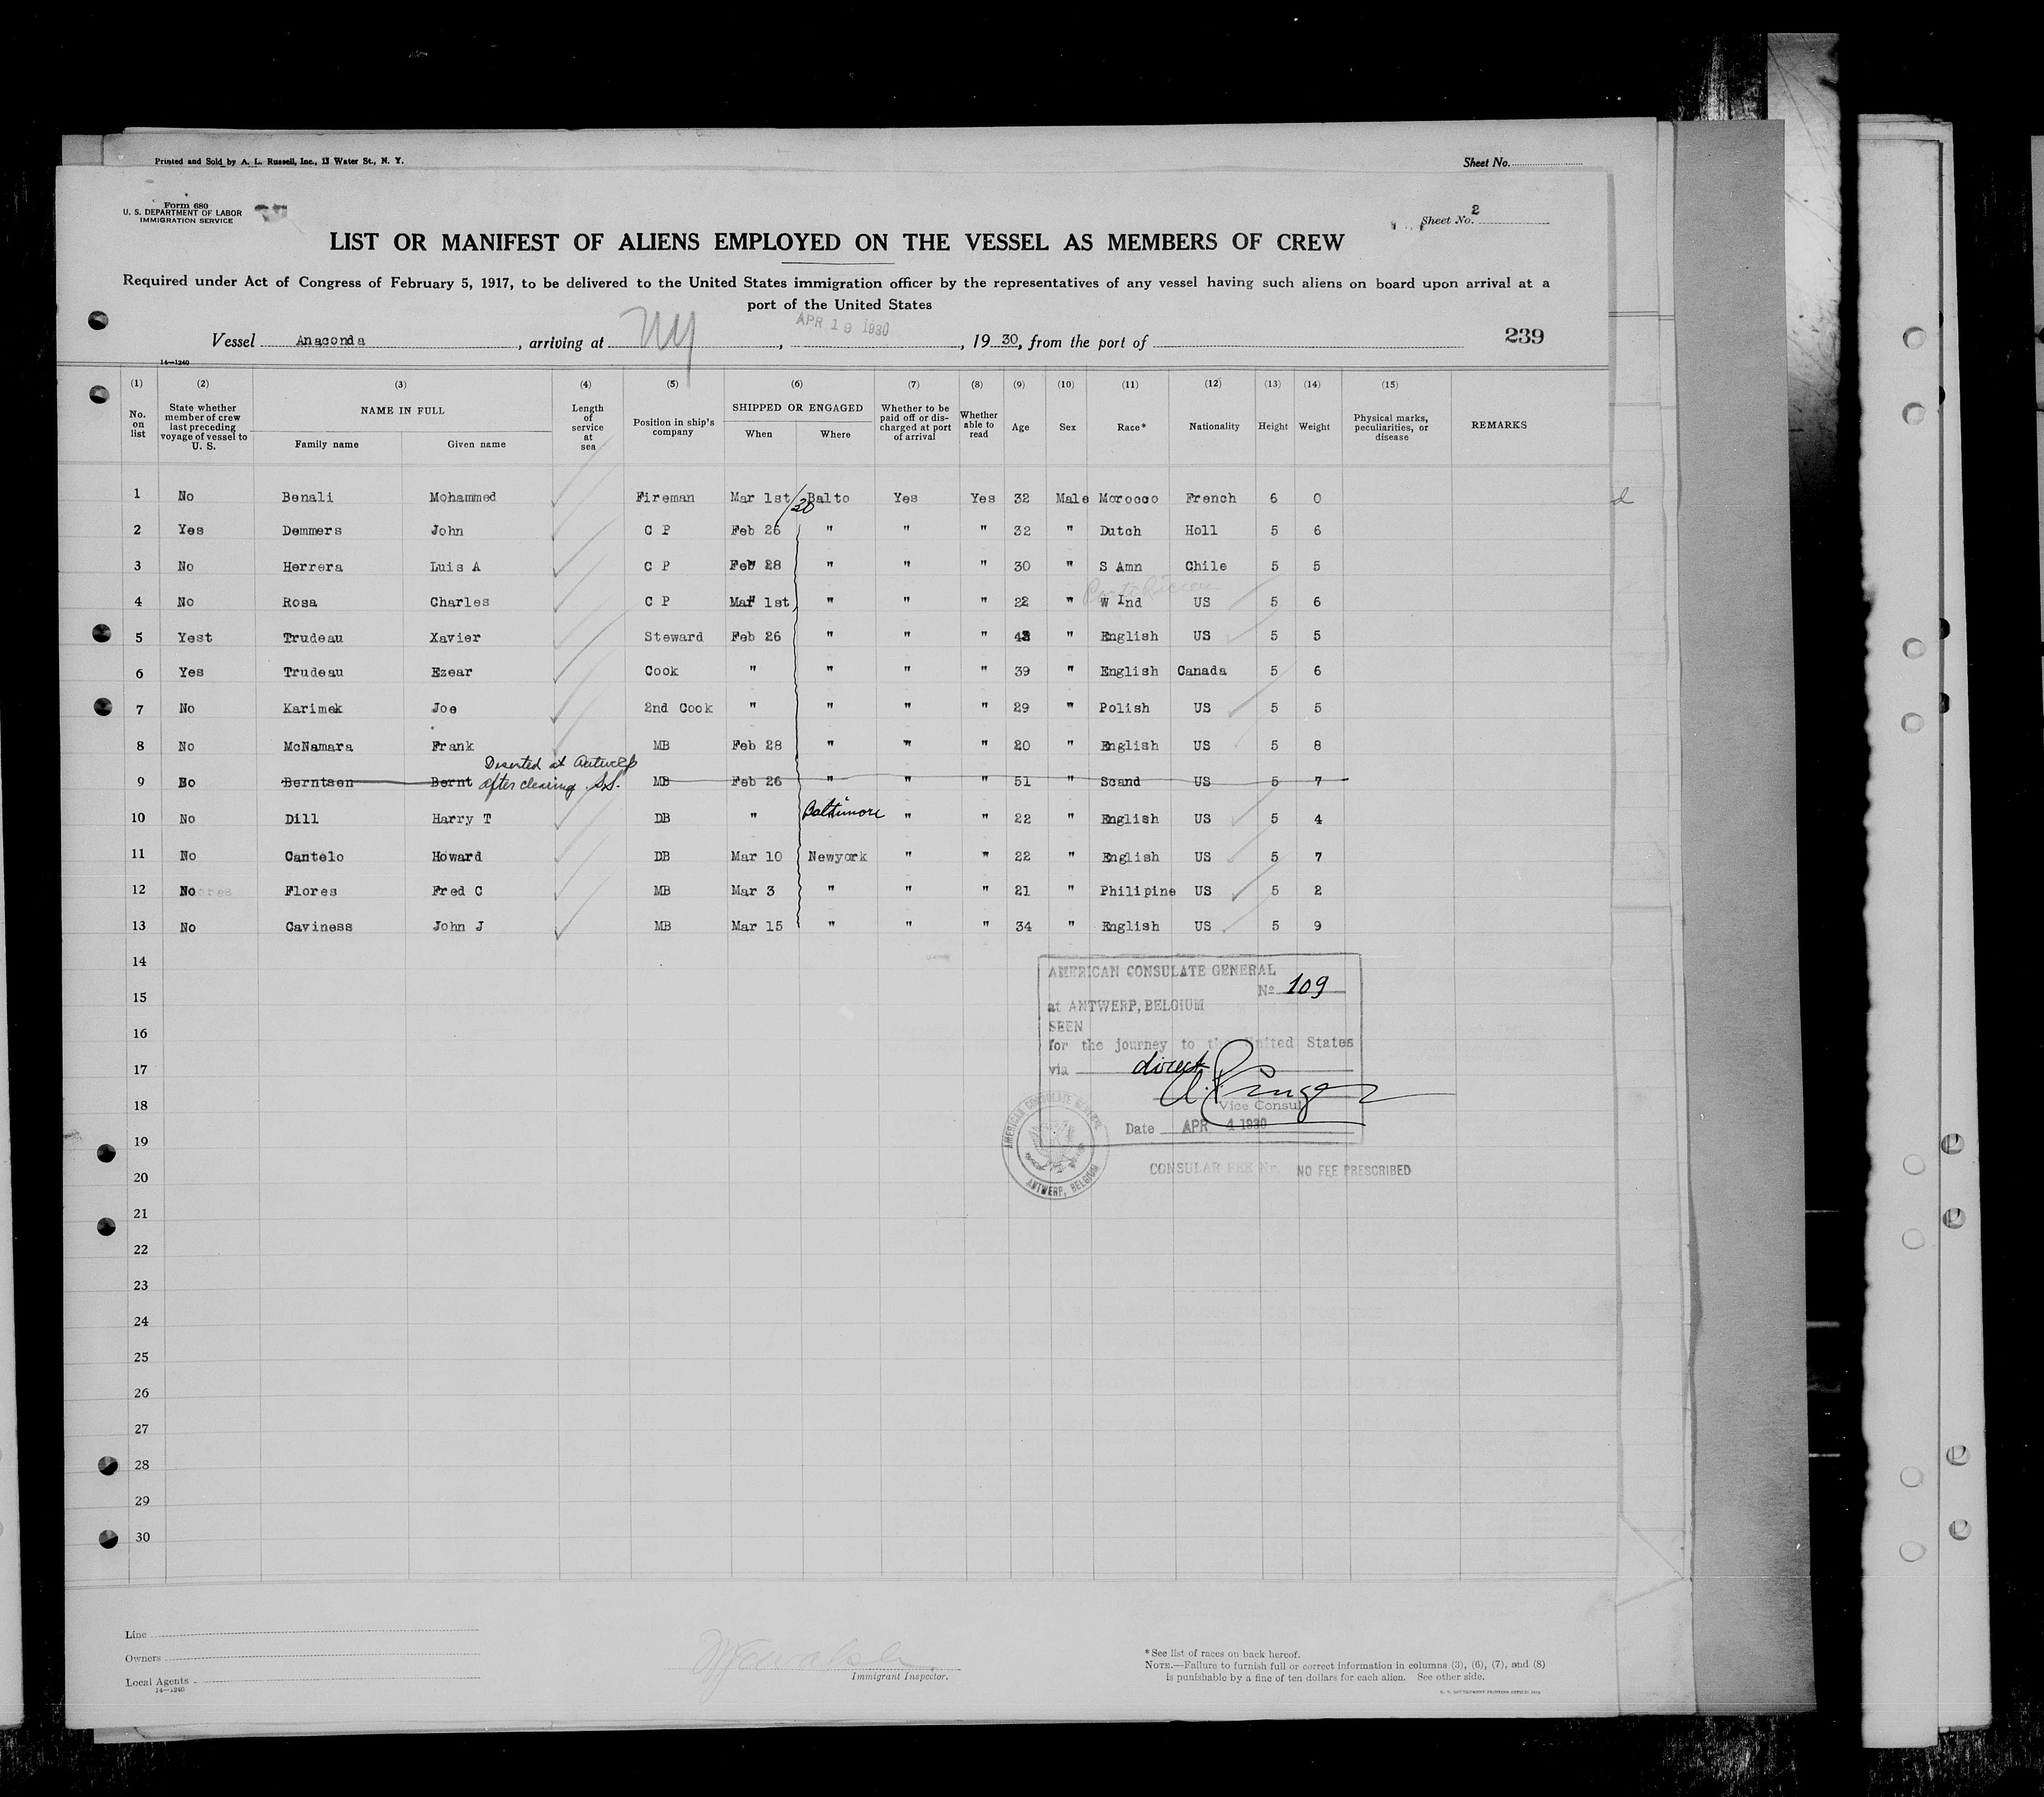 Printed and Sold by A. L. Russell, Inc., 13 Water St., N. Y.
Sheet No.
Form 680
U. S. DEPARTMENT OF LABOR
IMMIGRATION SERVICE
Sheet No. 2
LIST OR MANIFEST OF ALIENS EMPLOYED ON THE VESSEL AS MEMBERS OF CREW
Required under Act of Congress of February 5, 1917, to be delivered to the United States immigration officer by the representatives of any vessel having such aliens on board upon arrival at a
port of the United States
APR 19 1930
Vessel Anaconda, arriving at NY, , 19 30, from the port of
239
14—1240
(1) (2) (3) (4) (5) (6) (7) (8) (9) (10) (11) (12) (13) (14) (15)
No. on list
State whether member of crew last preceding voyage of vessel to U. S.
NAME IN FULL
Family name Given name
Length of service at sea
Position in ship's company
SHIPPED OR ENGAGED
When Where
Whether to be paid off or discharged at port of arrival
Whether able to read
Age
Sex
Race*
Nationality
Height
Weight
Physical marks, peculiarities, or disease
REMARKS
1 No Benali Mohammed Fireman Mar 1st/30 Balto Yes Yes 32 Male Morocco French 6 0
2 Yes Demmers John C P Feb 26 " " " 32 " Dutch Holl 5 6
3 No Herrera Luis A C P Feb 28 " " " 30 " S Amn Chile 5 5
Porto Rican
4 No Rosa Charles C P Mar 1st " " " 22 " W Ind US 5 6
5 Yest Trudeau Xavier Steward Feb 26 " " " " English US 5 5
6 Yes Trudeau Ezear Cook " " " " 39 " English Canada 5 6
7 No Karimek Joe 2nd Cook " " " " 29 " Polish US 5 5
8 No McNamara Frank MB Feb 28 " " " 20 " English US 5 8
Deserted at Antwerp
after clearing S.S.
9 No Berntsen Bernt MB Feb 26 " " " 51 " Scand US 5 7
10 No Dill Harry T DB " Baltimore " " 22 " English US 5 4
11 No Cantelo Howard DB Mar 10 Newyork " " 22 " English US 5 7
12 No Flores Fred C MB Mar 3 " " " 21 " Philipine US 5 2
13 No Caviness John J MB Mar 15 " " " 34 " English US 5 9
14
15
16
17
18
19
20
21
22
23
24
25
26
27
28
29
30
AMERICAN CONSULATE GENERAL
No 109
at ANTWERP, BELGIUM
SEEN
for the journey to the United States
via direct
Vice Consul
Date APR 4 1930
AMERICAN CONSULATE GENERAL
ANTWERP, BELGIUM
CONSULAR FEE Nr. NO FEE PRESCRIBED
Line
Owners
Local Agents
14—1240
Immigrant Inspector.
*See list of races on back hereof.
NOTE.—Failure to furnish full or correct information in columns (3), (6), (7), and (8)
is punishable by a fine of ten dollars for each alien. See other side.